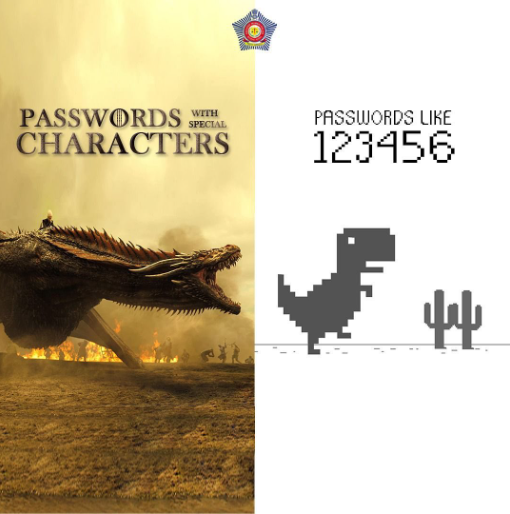 PASSWORDS WITH SPECIAL
CHARACTERS
PASSWORDS LIKE
123456